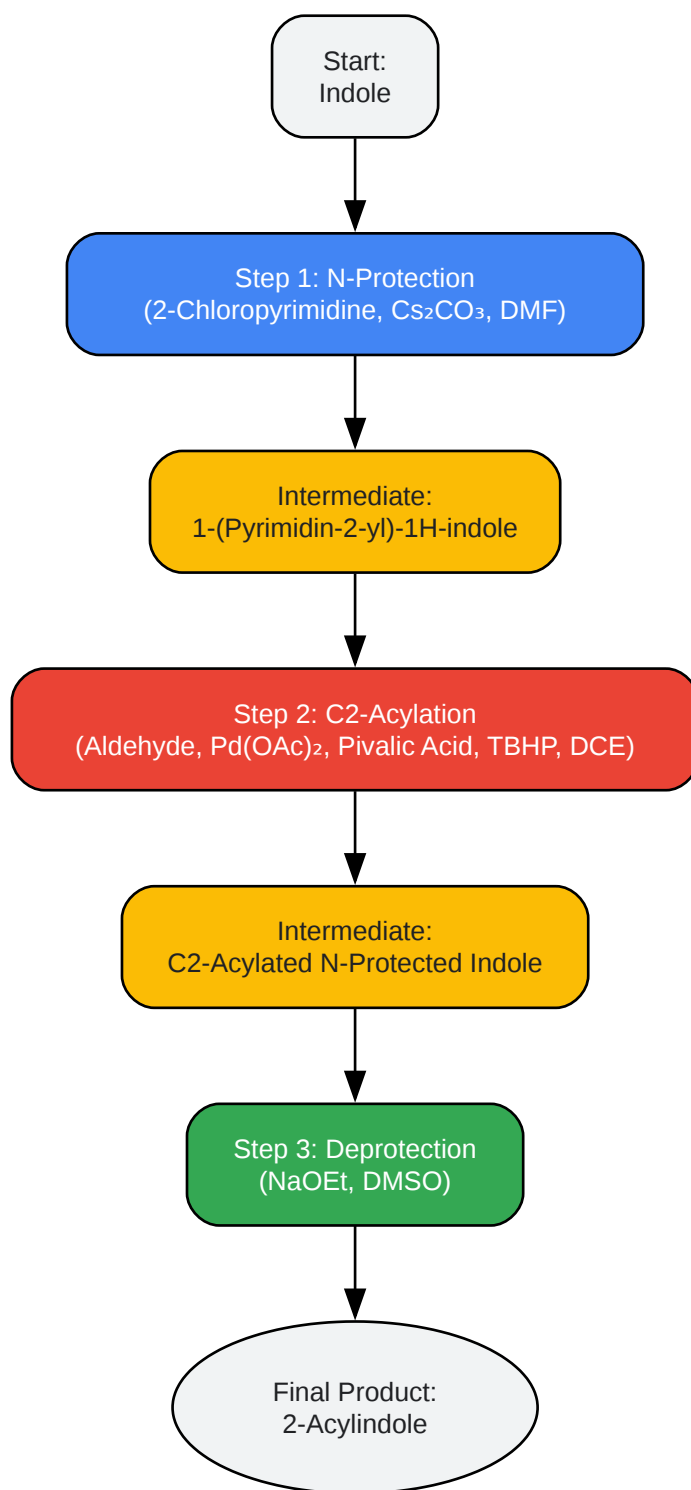 Start:
Indole
Step 1: N-Protection
(2-Chloropyrimidine, Cs₂CO₃, DMF)
Intermediate:
1-(Pyrimidin-2-yl)-1H-indole
Step 2: C2-Acylation
(Aldehyde, Pd(OAc)₂, Pivalic Acid, TBHP, DCE)
Intermediate:
C2-Acylated N-Protected Indole
Step 3: Deprotection
(NaOEt, DMSO)
Final Product:
2-Acylindole